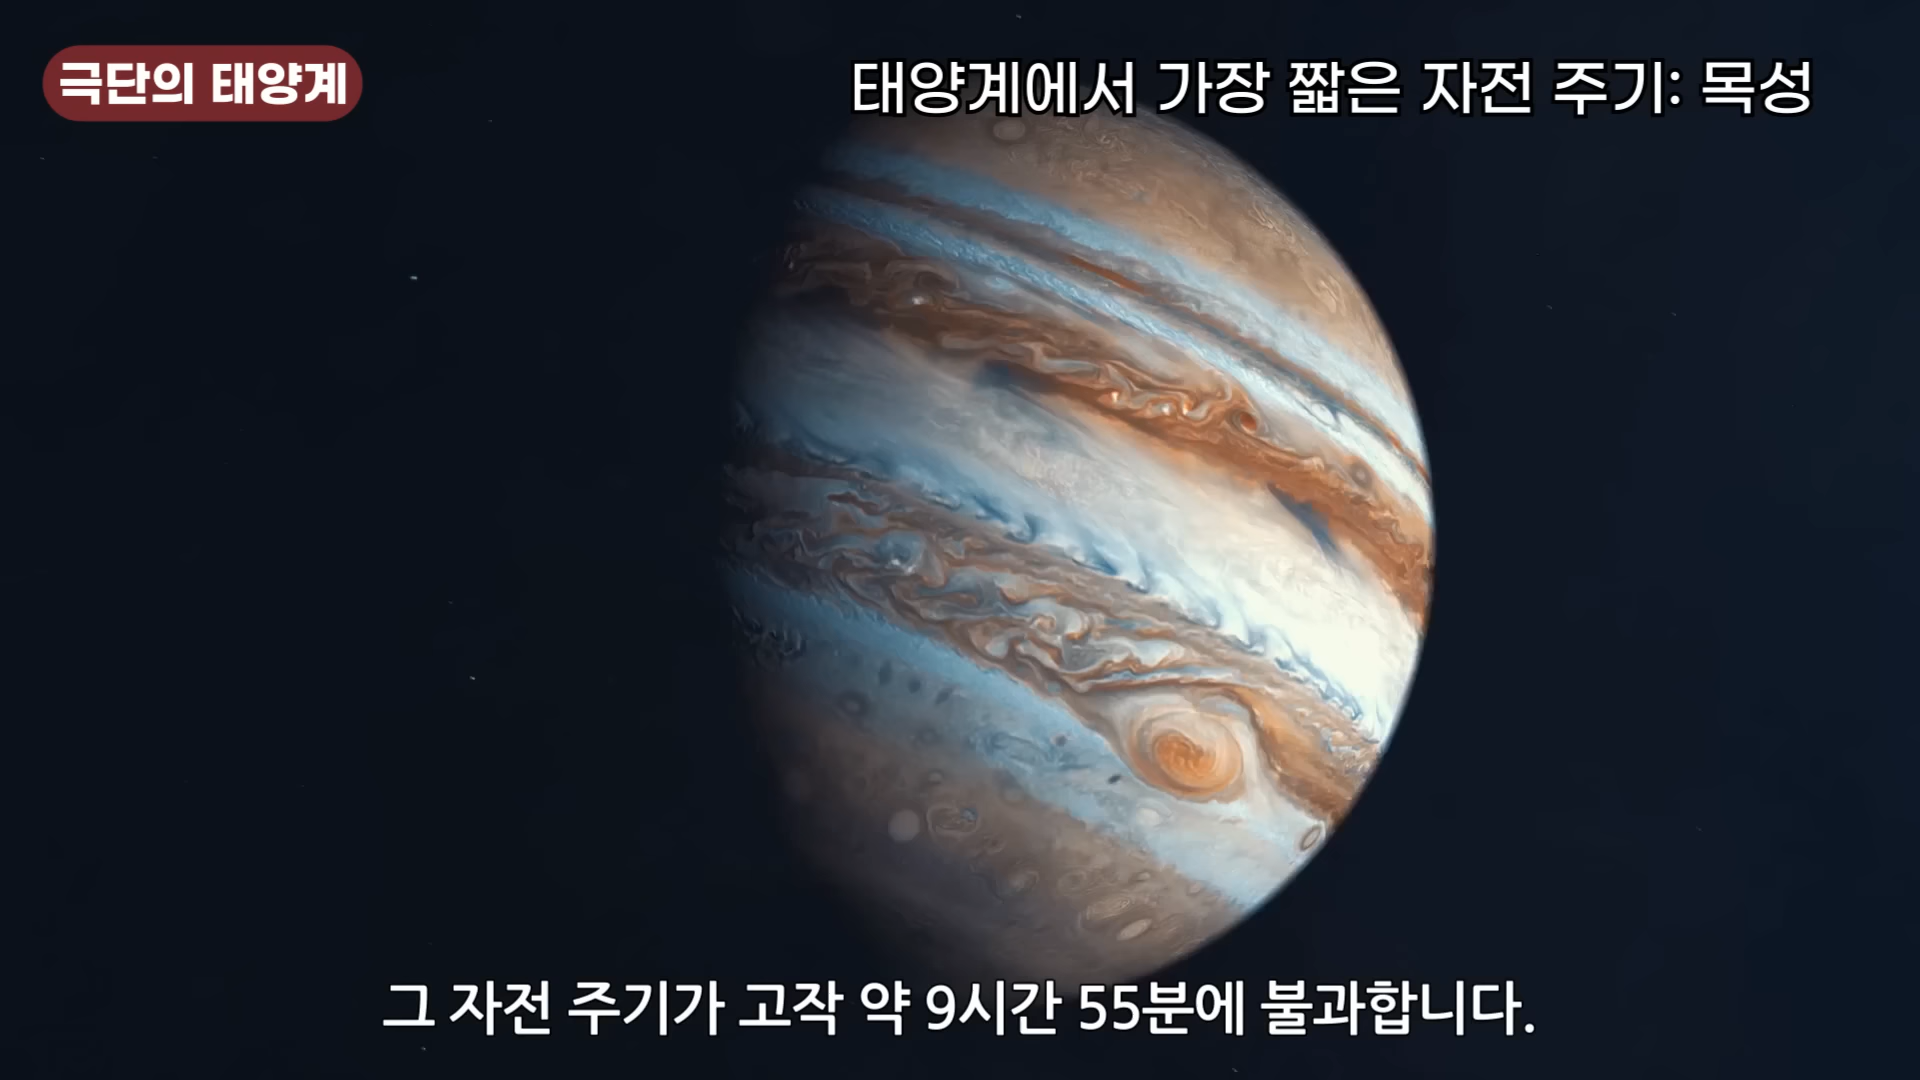 극단의 태양계
태양계에서 가장 짧은 자전 주기: 목성
그 자전 주기가 고작 약 9시간 55분에 불과합니다.